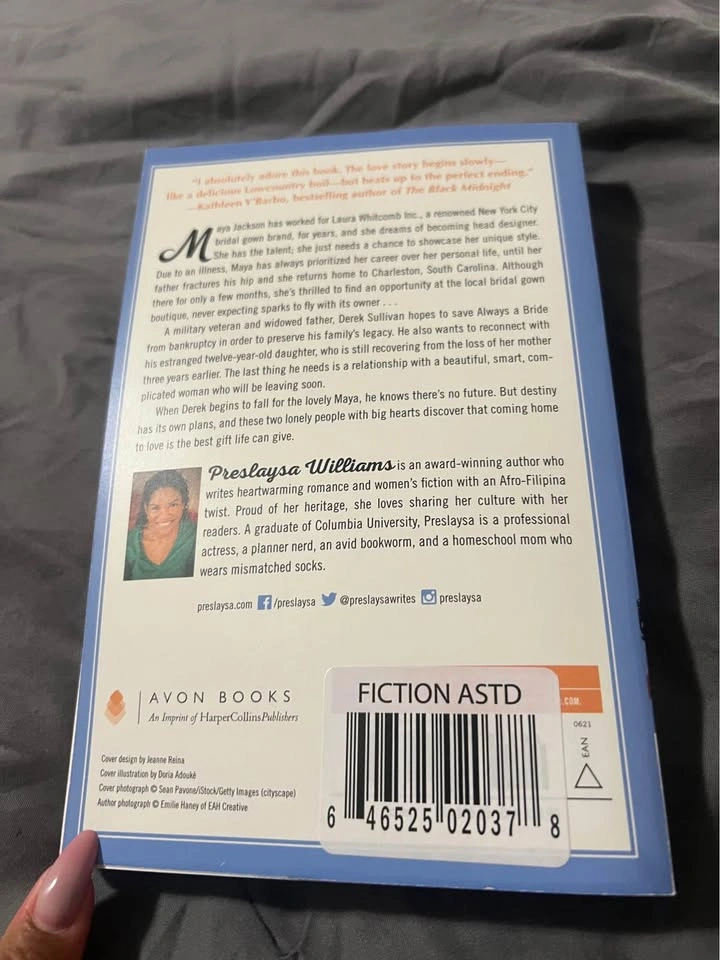 "I absolutely adore this book. The love story begins slowly—
like a delicious Lowcountry boil—but heats up to the perfect ending."
—Kathleen Y'Barbo, bestselling author of The Black Midnight
Maya Jackson has worked for Laura Whitcomb Inc., a renowned New York City
bridal gown brand, for years, and she dreams of becoming head designer.
She has the talent; she just needs a chance to showcase her unique style.
Due to an illness, Maya has always prioritized her career over her personal life, until her
father fractures his hip and she returns home to Charleston, South Carolina. Although
there for only a few months, she's thrilled to find an opportunity at the local bridal gown
boutique, never expecting sparks to fly with its owner . . .
A military veteran and widowed father, Derek Sullivan hopes to save Always a Bride
from bankruptcy in order to preserve his family's legacy. He also wants to reconnect with
his estranged twelve-year-old daughter, who is still recovering from the loss of her mother
three years earlier. The last thing he needs is a relationship with a beautiful, smart, com-
plicated woman who will be leaving soon.
When Derek begins to fall for the lovely Maya, he knows there's no future. But destiny
has its own plans, and these two lonely people with big hearts discover that coming home
to love is the best gift life can give.
Preslaysa Williams is an award-winning author who
writes heartwarming romance and women's fiction with an Afro-Filipina
twist. Proud of her heritage, she loves sharing her culture with her
readers. A graduate of Columbia University, Preslaysa is a professional
actress, a planner nerd, an avid bookworm, and a homeschool mom who
wears mismatched socks.
preslaysa.com f/preslaysa @preslaysawrites preslaysa
AVON BOOKS
An Imprint of HarperCollinsPublishers
Cover design by Jeanne Reina
Cover illustration by Doria Adouké
Cover photograph © Sean Pavone/iStock/Getty Images (cityscape)
Author photograph © Emilie Haney of EAH Creative
FICTION ASTD
6 46525 02037 8
.COM
0621
EAN